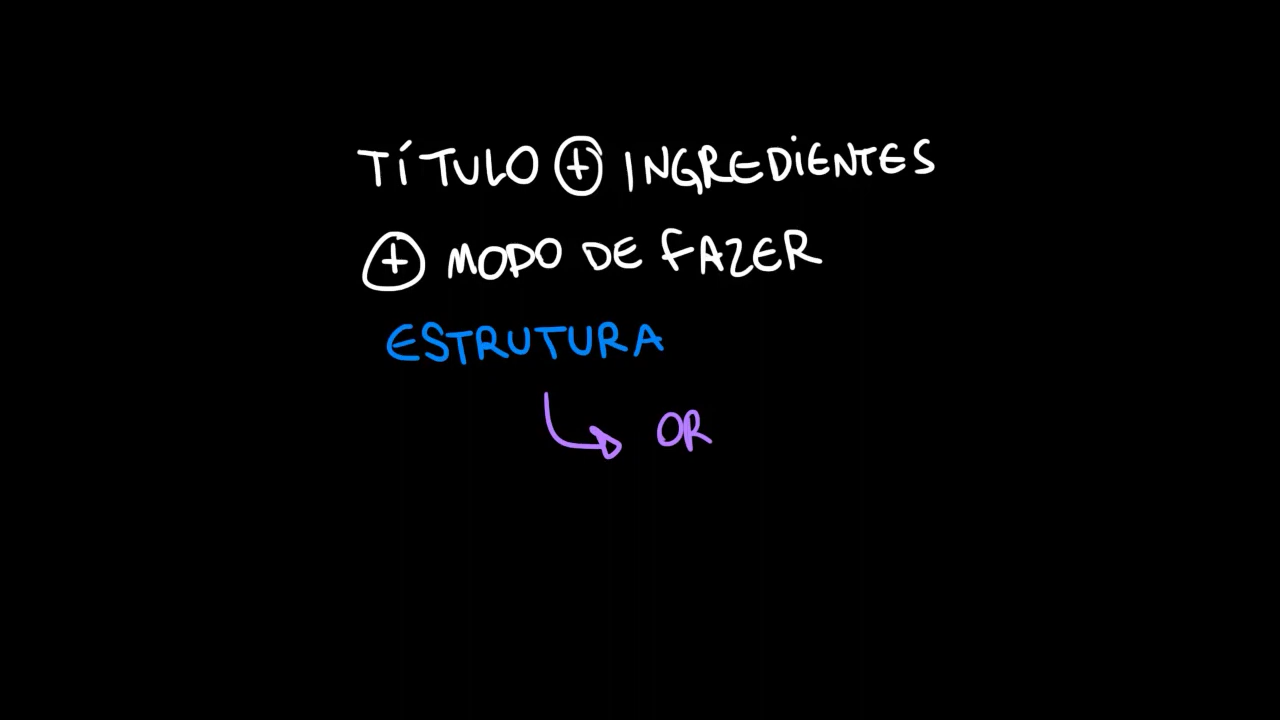 TÍTULO + INGREDIENTES
+ MODO DE FAZER
ESTRUTURA
OR